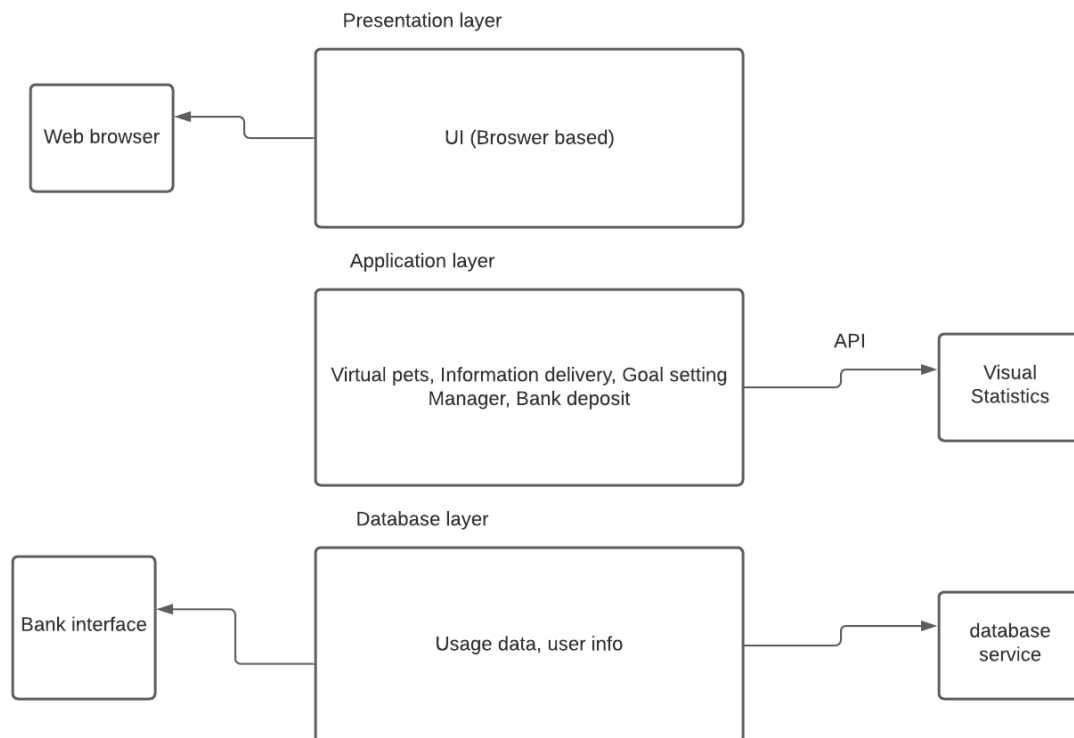 Presentation layer
Web browser
UI (Broswer based)
Application layer
Virtual pets, Information delivery, Goal setting
Manager, Bank deposit
API
Visual
Statistics
Database layer
Bank interface
Usage data, user info
database
service